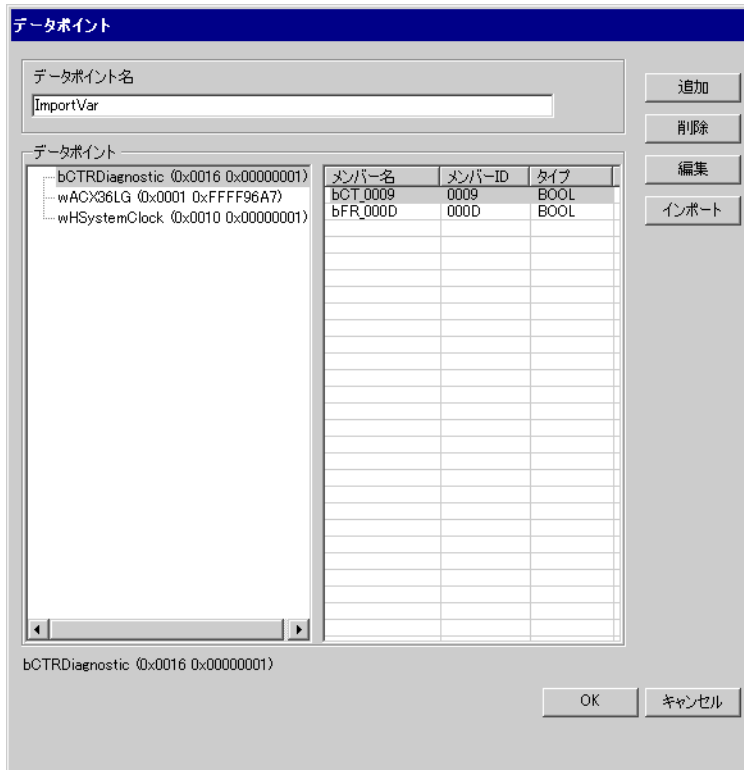 データポイント
データポイント名
ImportVar
追加
削除
編集
インポート
データポイント
bCTRDiagnostic (0x0016 0x00000001)
wACX36LG (0x0001 0xFFFF96A7)
wHSystemClock (0x0010 0x00000001)
メンバー名 メンバーID タイプ
bCT_0009 0009 BOOL
bFR_000D 000D BOOL
bCTRDiagnostic (0x0016 0x00000001)
OK キャンセル